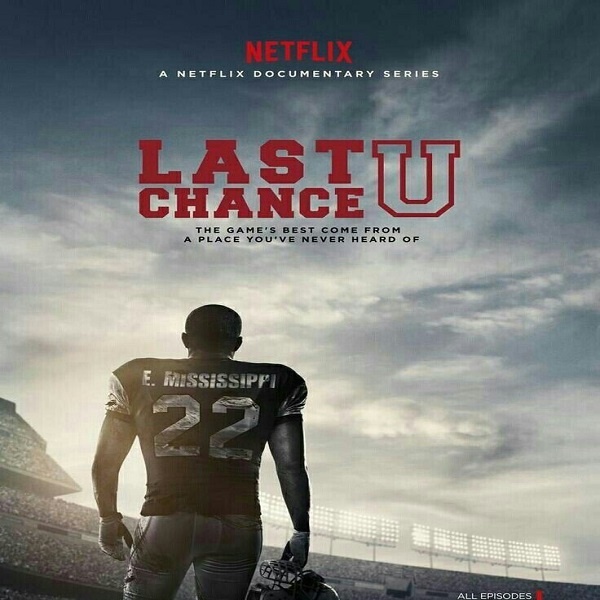 NETFLIX
A NETFLIX DOCUMENTARY SERIES
LAST
CHANCE U
THE GAME'S BEST COME FROM
A PLACE YOU'VE NEVER HEARD OF
E. MISSISSIPPI
22
ALL EPISODES